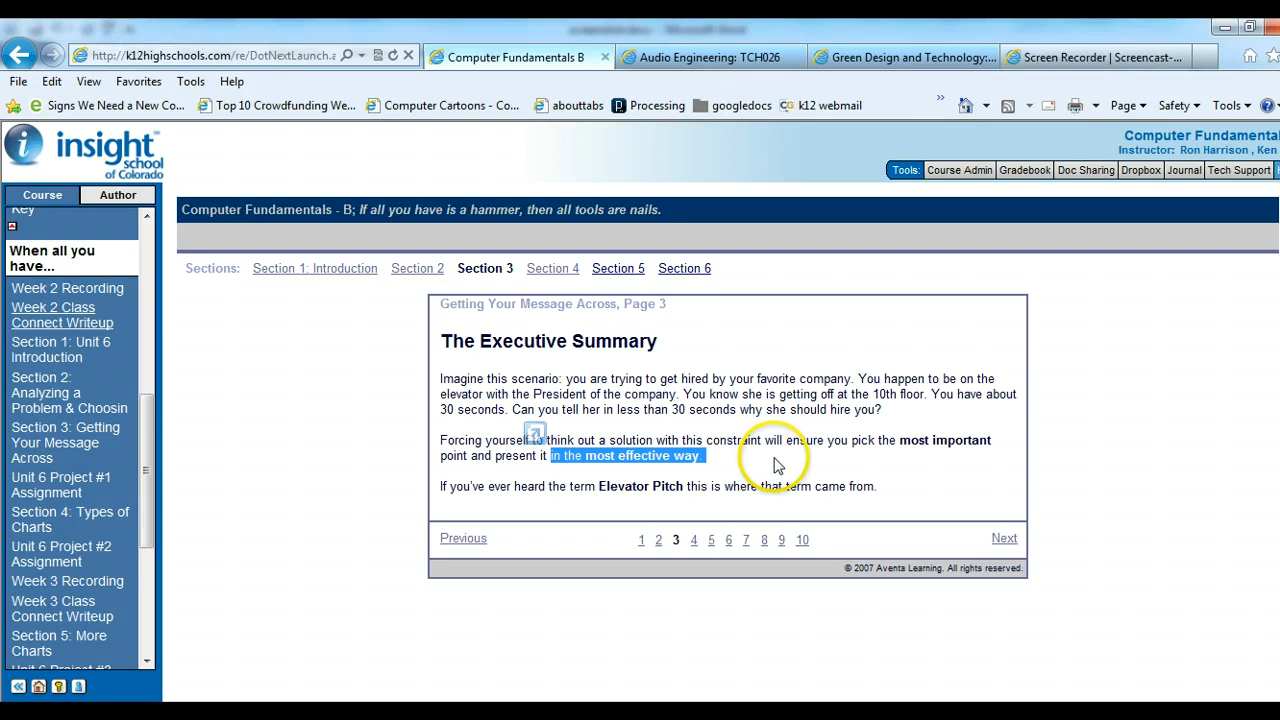 http://k12highschools.com/re/DotNextLaunch.a
Computer Fundamentals B
Audio Engineering: TCH026
Green Design and Technology:...
Screen Recorder | Screencast-...
File Edit View Favorites Tools Help
Signs We Need a New Co...
Top 10 Crowdfunding We...
Computer Cartoons - Co...
abouttabs
Processing
googledocs
k12 webmail
Page
Safety
Tools
insight
school
of Colorado
Computer Fundamental
Instructor: Ron Harrison, Ken
Tools: Course Admin Gradebook Doc Sharing Dropbox Journal Tech Support
Course Author
Key
When all you
have...
Week 2 Recording
Week 2 Class
Connect Writeup
Section 1: Unit 6
Introduction
Section 2:
Analyzing a
Problem & Choosin
Section 3: Getting
Your Message
Across
Unit 6 Project #1
Assignment
Section 4: Types of
Charts
Unit 6 Project #2
Assignment
Week 3 Recording
Week 3 Class
Connect Writeup
Section 5: More
Charts
Unit 6 Project #3
Computer Fundamentals - B; If all you have is a hammer, then all tools are nails.
Sections: Section 1: Introduction Section 2 Section 3 Section 4 Section 5 Section 6
Getting Your Message Across, Page 3
The Executive Summary
Imagine this scenario: you are trying to get hired by your favorite company. You happen to be on the
elevator with the President of the company. You know she is getting off at the 10th floor. You have about
30 seconds. Can you tell her in less than 30 seconds why she should hire you?
Forcing yourself to think out a solution with this constraint will ensure you pick the most important
point and present it in the most effective way.
If you've ever heard the term Elevator Pitch this is where that term came from.
Previous 1 2 3 4 5 6 7 8 9 10 Next
© 2007 Aventa Learning. All rights reserved.